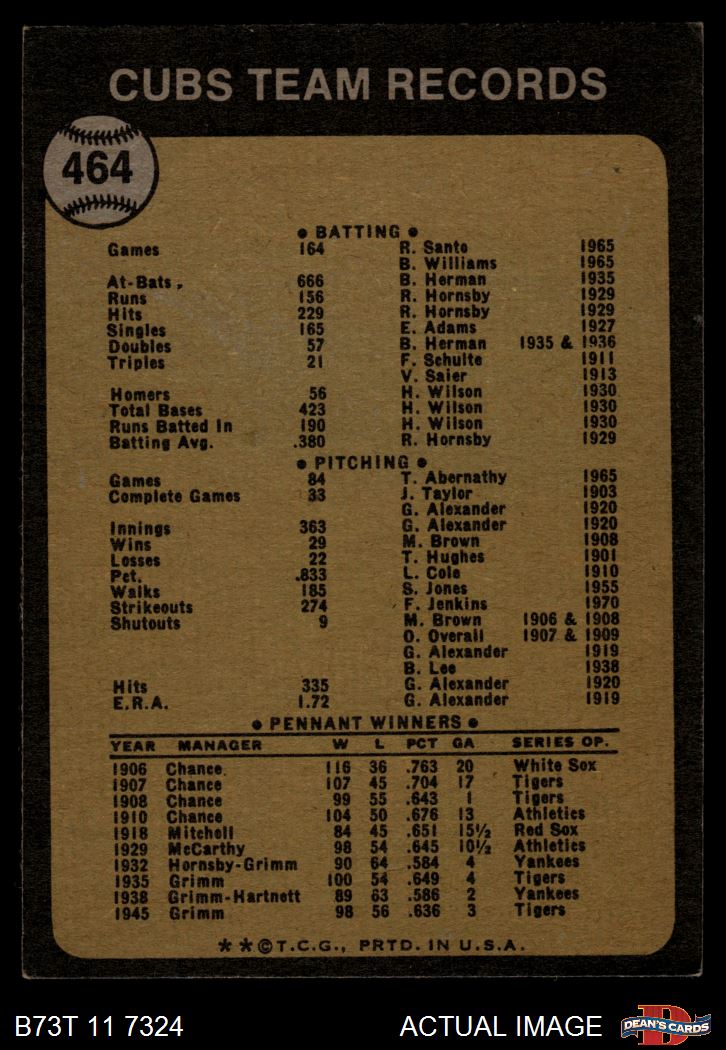 CUBS TEAM RECORDS
464
● BATTING ●
Games 164 R. Santo 1965
B. Williams 1965
At-Bats 666 B. Herman 1935
Runs 156 R. Hornsby 1929
Hits 229 R. Hornsby 1929
Singles 165 E. Adams 1927
Doubles 57 B. Herman 1935 & 1936
Triples 21 F. Schulte 1911
V. Saier 1913
Homers 56 H. Wilson 1930
Total Bases 423 H. Wilson 1930
Runs Batted In 190 H. Wilson 1930
Batting Avg. .380 R. Hornsby 1929
● PITCHING ●
Games 84 T. Abernathy 1965
Complete Games 33 J. Taylor 1903
G. Alexander 1920
Innings 363 G. Alexander 1920
Wins 29 M. Brown 1908
Losses 22 T. Hughes 1901
Pct. .833 L. Cole 1910
Walks 185 S. Jones 1955
Strikeouts 274 F. Jenkins 1970
Shutouts 9 M. Brown 1906 & 1908
O. Overall 1907 & 1909
G. Alexander 1919
B. Lee 1938
Hits 335 G. Alexander 1920
E.R.A. 1.72 G. Alexander 1919
● PENNANT WINNERS ●
YEAR MANAGER W L PCT GA SERIES OP.
1906 Chance 116 36 .763 20 White Sox
1907 Chance 107 45 .704 17 Tigers
1908 Chance 99 55 .643 1 Tigers
1910 Chance 104 50 .676 13 Athletics
1918 Mitchell 84 45 .651 15½ Red Sox
1929 McCarthy 98 54 .645 10½ Athletics
1932 Hornsby-Grimm 90 64 .584 4 Yankees
1935 Grimm 100 54 .649 4 Tigers
1938 Grimm-Hartnett 89 63 .586 2 Yankees
1945 Grimm 98 56 .636 3 Tigers
★ ★ © T.C.G., PRTD. IN U.S.A.
B73T 11 7324 ACTUAL IMAGE DEAN'S CARDS